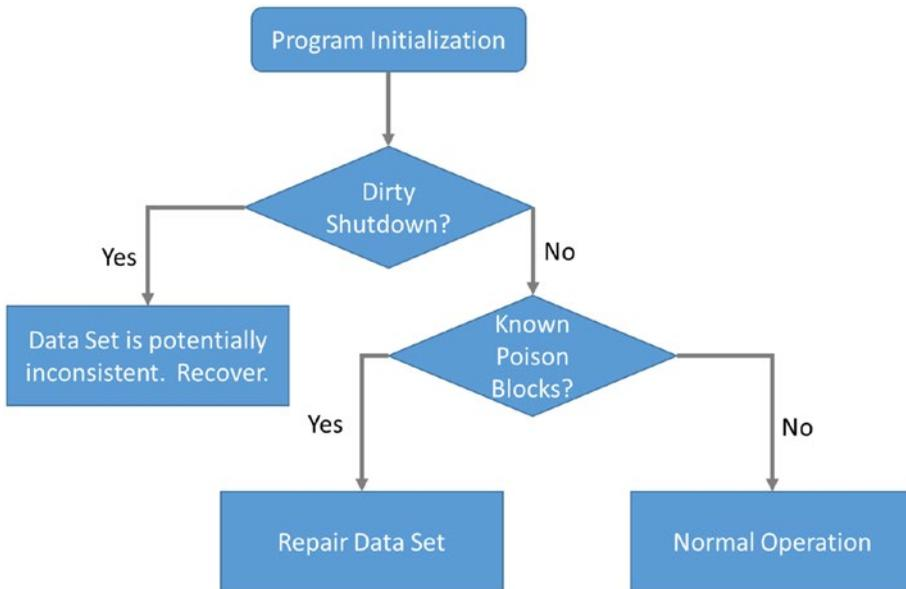 Program Initialization
Dirty
Shutdown?
Yes
No
Data Set is potentially
inconsistent. Recover.
Known
Poison
Blocks?
Yes
No
Repair Data Set
Normal Operation